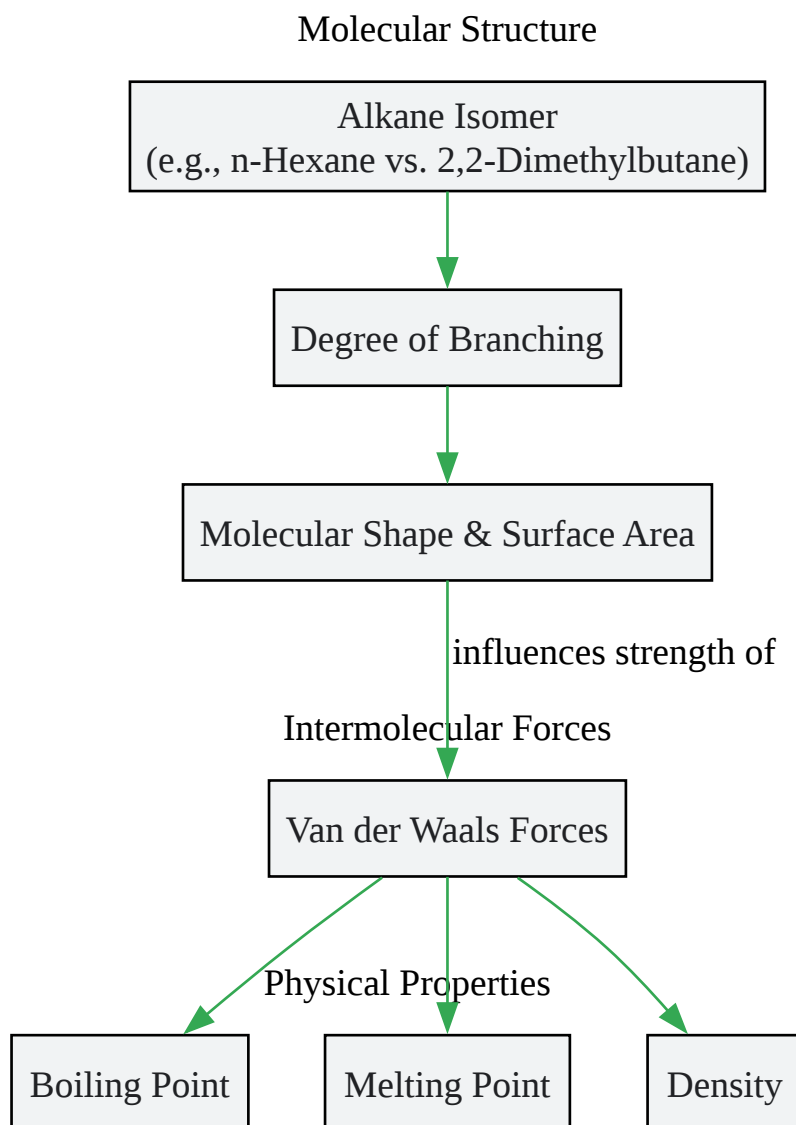 Molecular Structure
Alkane Isomer
(e.g., n-Hexane vs. 2,2-Dimethylbutane)
Degree of Branching
Molecular Shape & Surface Area
influences strength of
Intermolecular Forces
Van der Waals Forces
Physical Properties
Boiling Point
Melting Point
Density